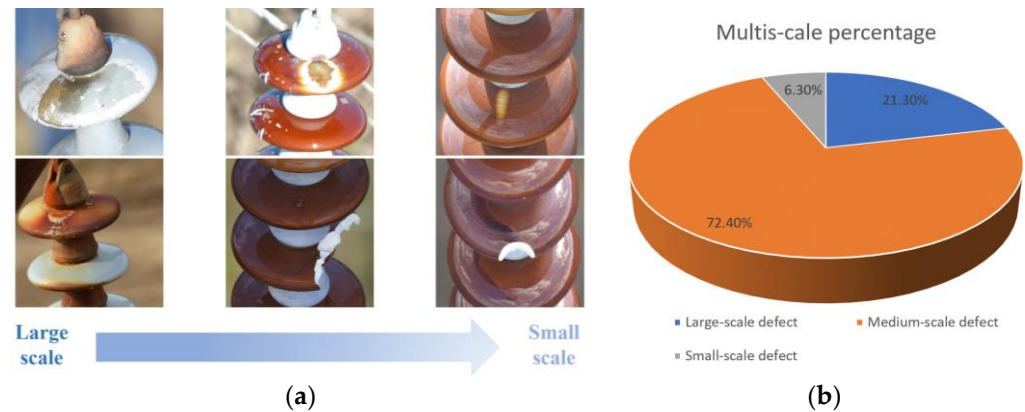 Large
scale
Small
scale
(a)
Multis-cale percentage
6.30%
21.30%
72.40%
Large-scale defect
Medium-scale defect
Small-scale defect
(b)